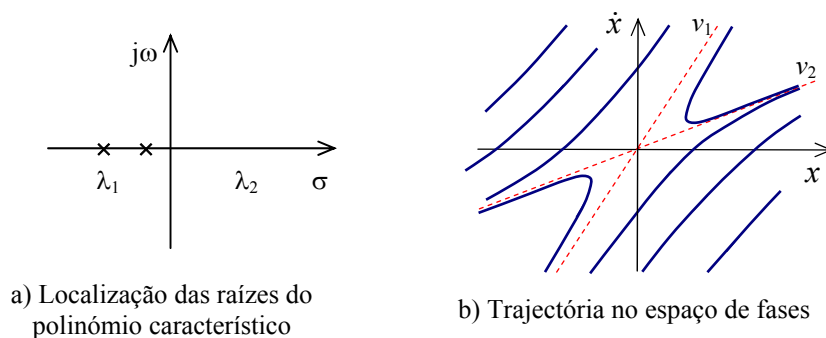 jω
λ₁
λ₂
σ
a) Localização das raízes do
polinómio característico
ẋ
v₁
v₂
x
b) Trajectória no espaço de fases